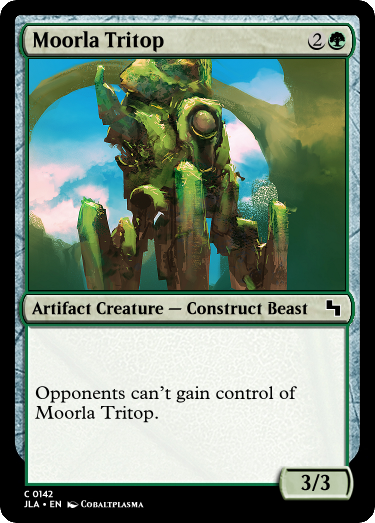 Moorla Tritop 2
Artifact Creature — Construct Beast
Opponents can't gain control of
Moorla Tritop.
3/3
C 0142
JLA • EN Cobaltplasma